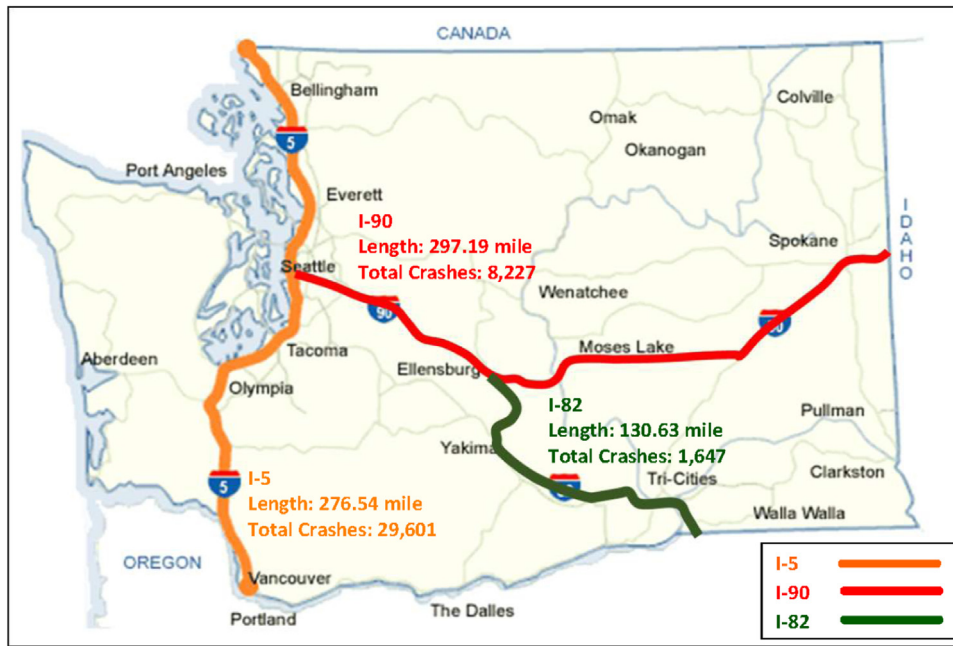 CANADA
Bellingham
Colville
Omak
5
Okanogan
Port Angeles
Everett
IDAHO
I-90
Length: 297.19 mile
Total Crashes: 8,227
Spokane
Seattle
Wenatchee
90
Moses Lake
Tacoma
Aberdeen
Ellensburg
Olympia
I-82
Length: 130.63 mile
Total Crashes: 1,647
Pullman
Yakima
Tri-Cities
Clarkston
I-5
Length: 276.54 mile
Total Crashes: 29,601
5
Walla Walla
OREGON
Vancouver
The Dalles
Portland
I-5
I-90
I-82